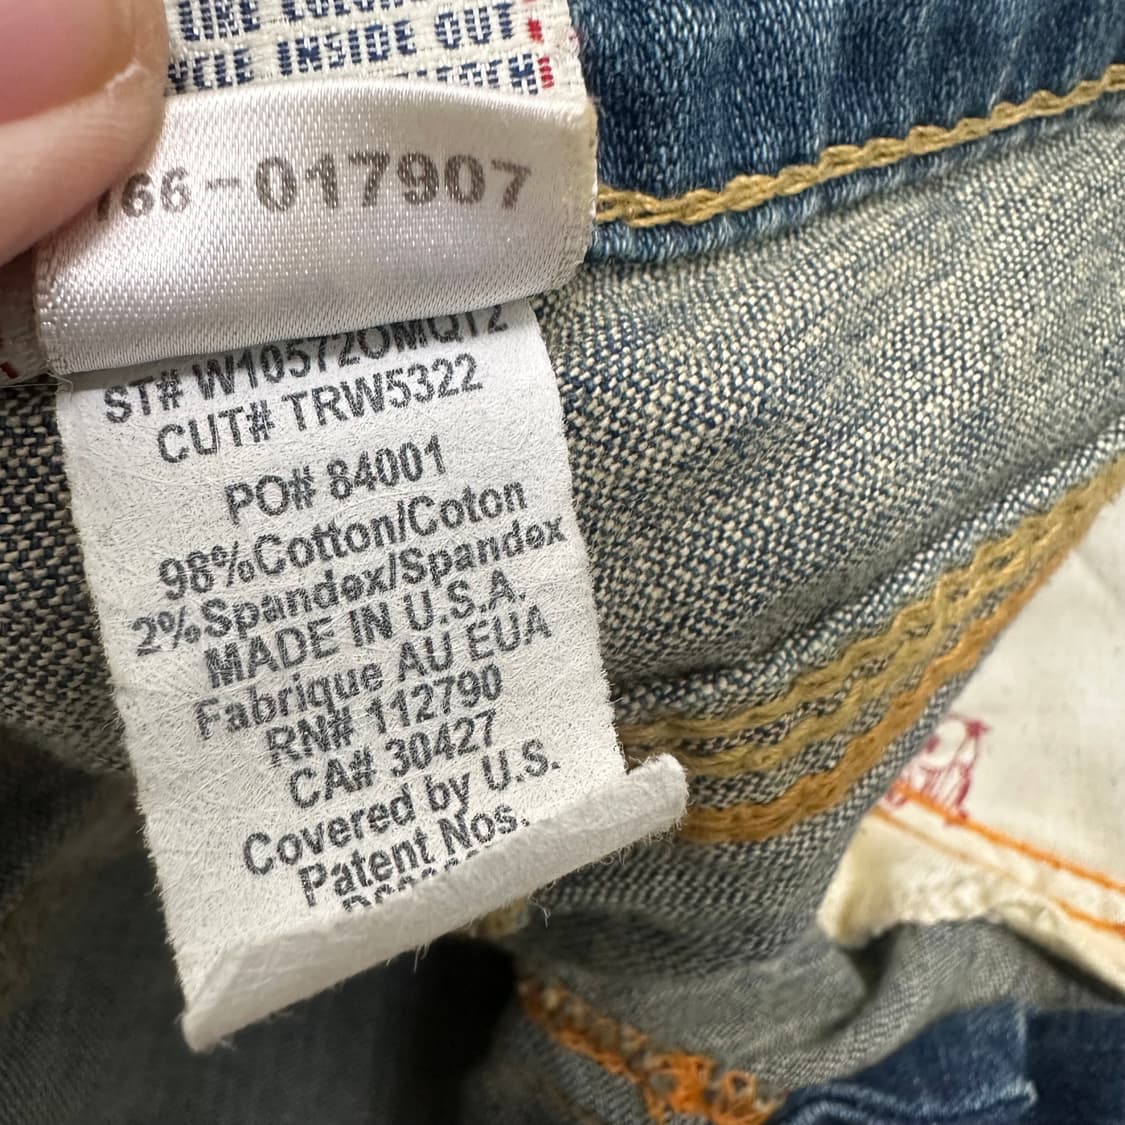 INSIDE OUT
66-017907
ST# W10572OMQT2
CUT# TRW5322
PO# 84001
98%Cotton/Coton
2%Spandex/Spandex
MADE IN U.S.A.
Fabrique AU EUA
RN# 112790
CA# 30427
Covered by U.S.
Patent Nos.